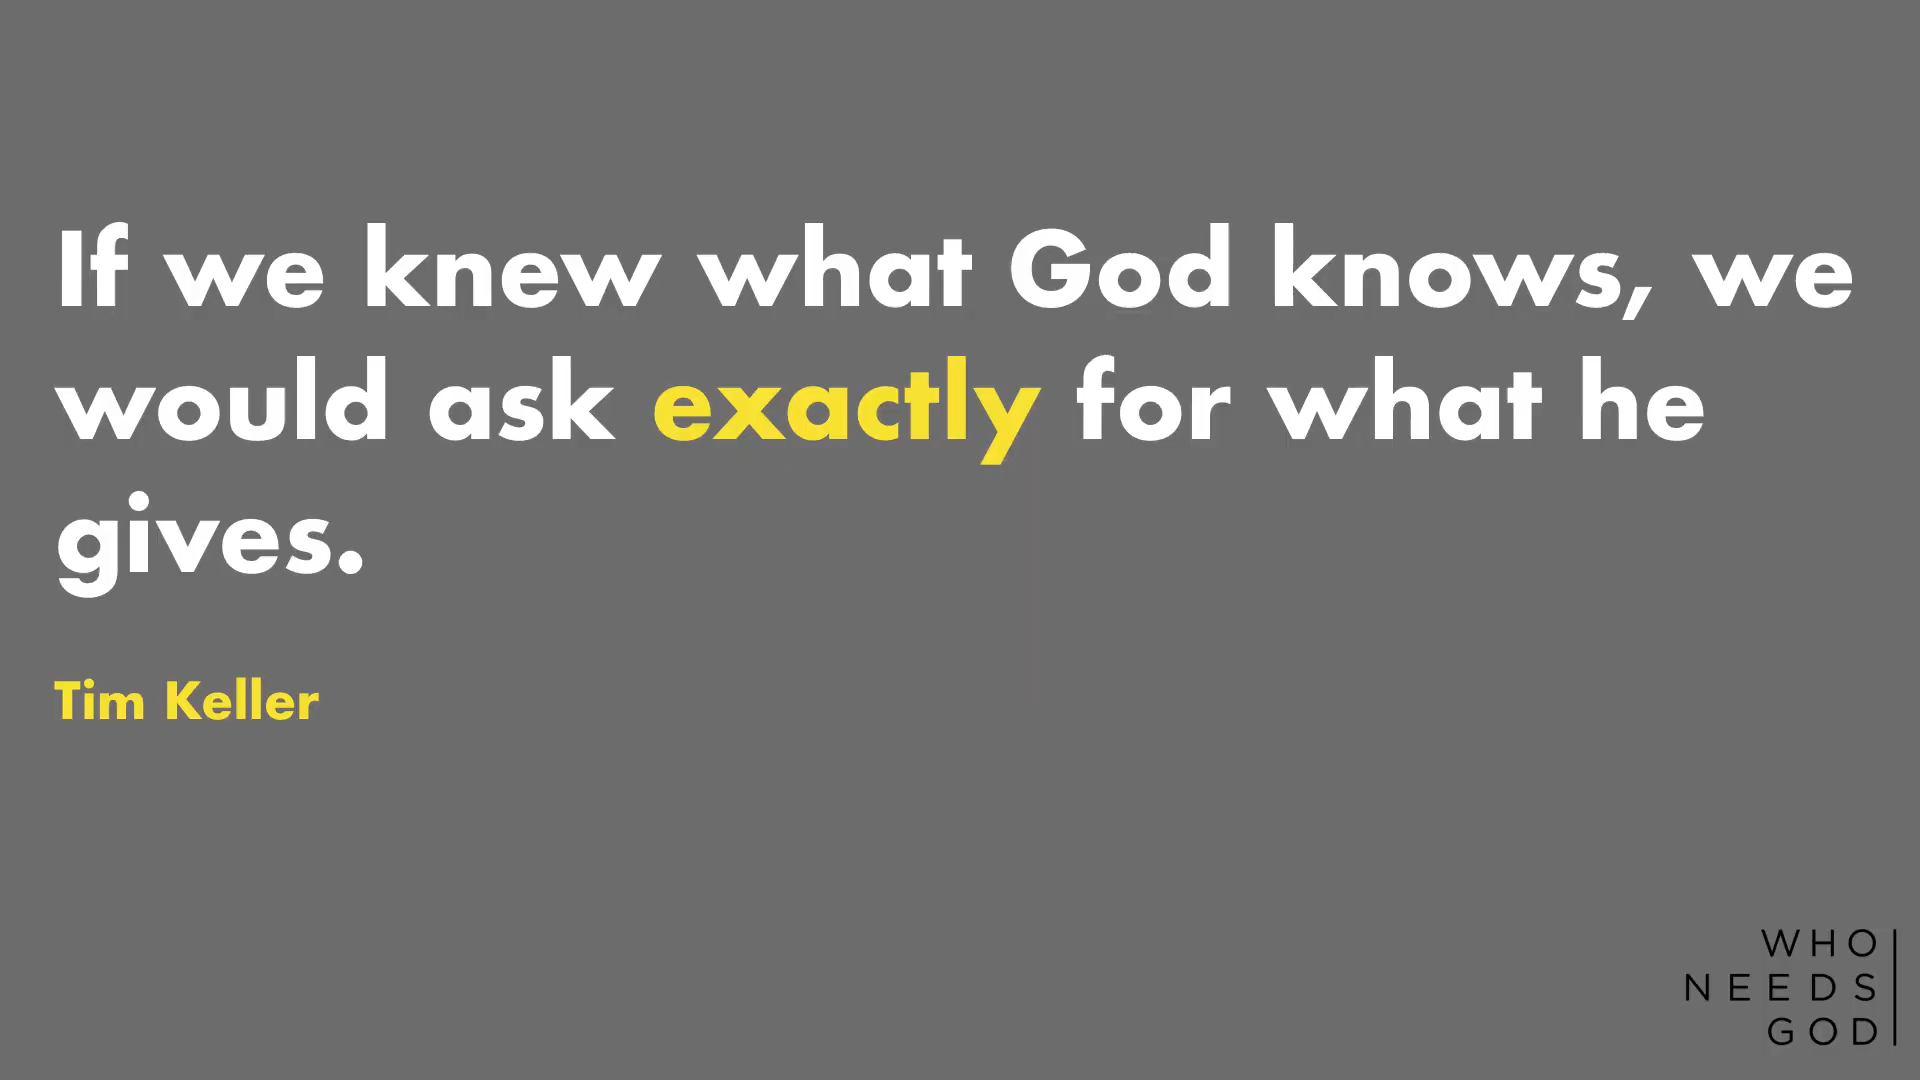 If we knew what God knows, we
would ask exactly for what he
gives.
Tim Keller
WHO
NEEDS
GOD